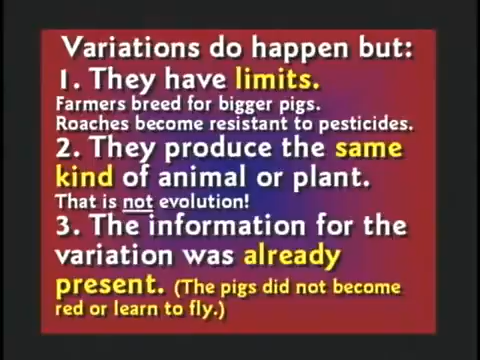 Variations do happen but:
1. They have limits.
Farmers breed for bigger pigs.
Roaches become resistant to pesticides.
2. They produce the same
kind of animal or plant.
That is not evolution!
3. The information for the
variation was already
present. (The pigs did not become
red or learn to fly.)